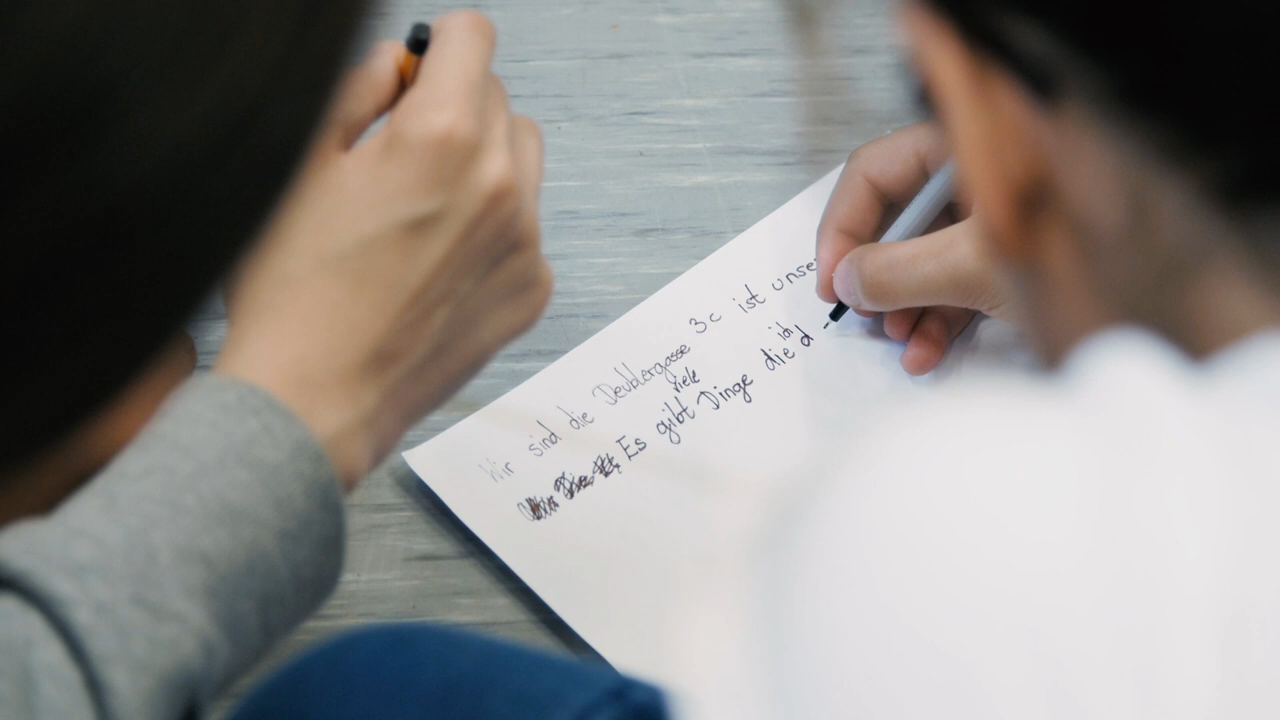 Wir sind die Deublergasse 3c ist unse
viele ich
Es gibt Dinge die d